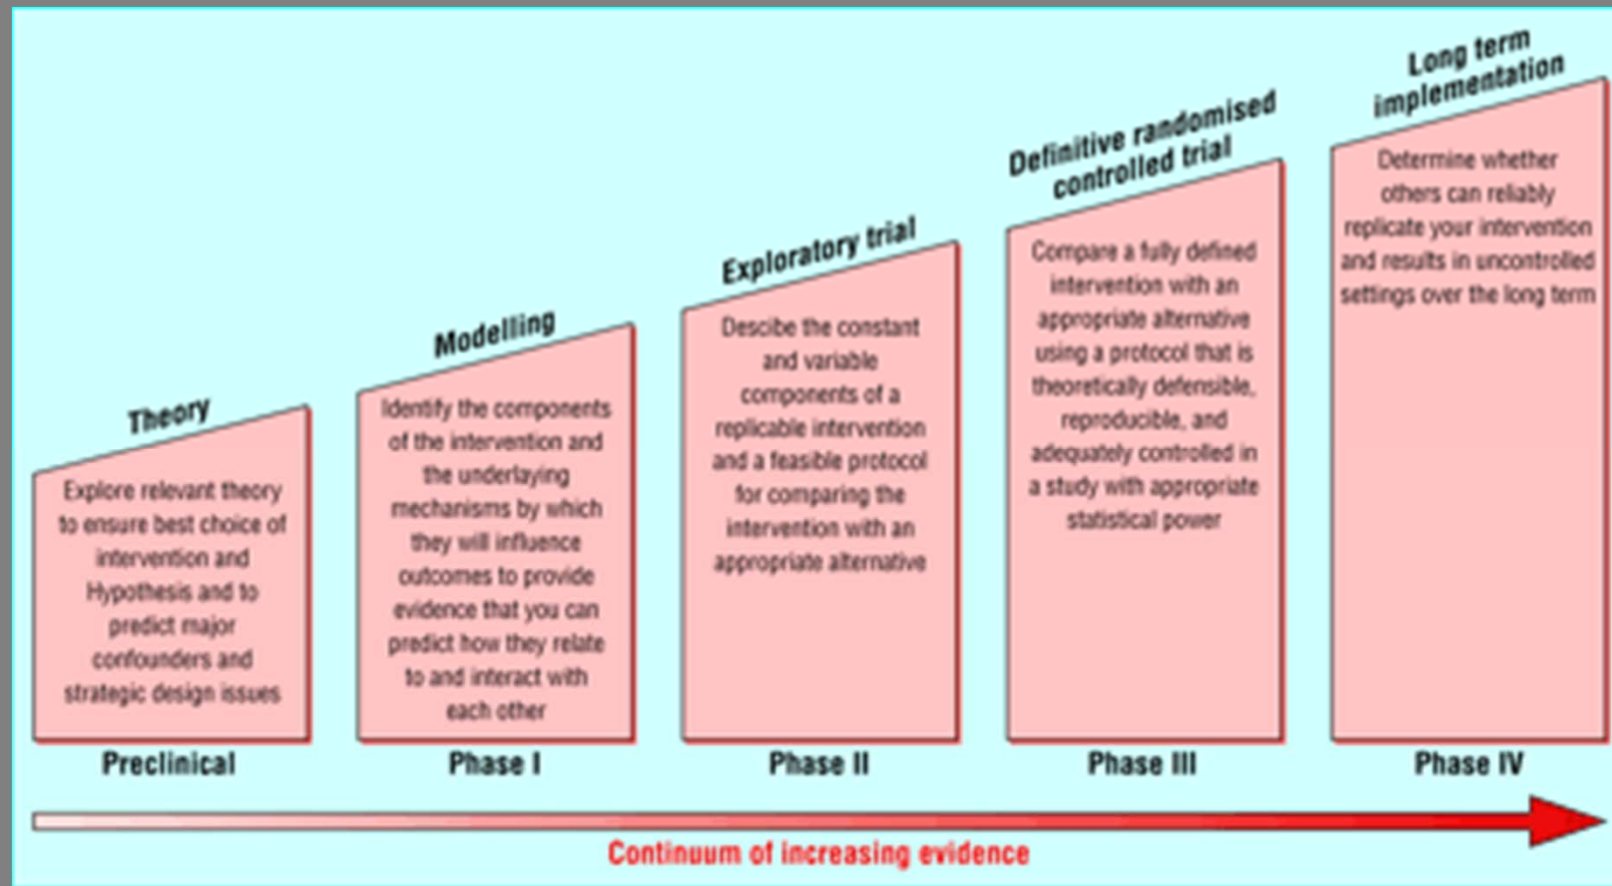 Theory
Explore relevant theory
to ensure best choice of
intervention and
Hypothesis and to
predict major
confounders and
strategic design issues
Preclinical
Modelling
Identify the components
of the intervention and
the underlaying
mechanisms by which
they will influence
outcomes to provide
evidence that you can
predict how they relate
to and interact with
each other
Phase I
Exploratory trial
Descibe the constant
and variable
components of a
replicable intervention
and a feasible protocol
for comparing the
intervention with an
appropriate alternative
Phase II
Definitive randomised
controlled trial
Compare a fully defined
intervention with an
appropriate alternative
using a protocol that is
theoretically defensible,
reproducible, and
adequately controlled in
a study with appropriate
statistical power
Phase III
Long term
implementation
Determine whether
others can reliably
replicate your intervention
and results in uncontrolled
settings over the long term
Phase IV
Continuum of increasing evidence